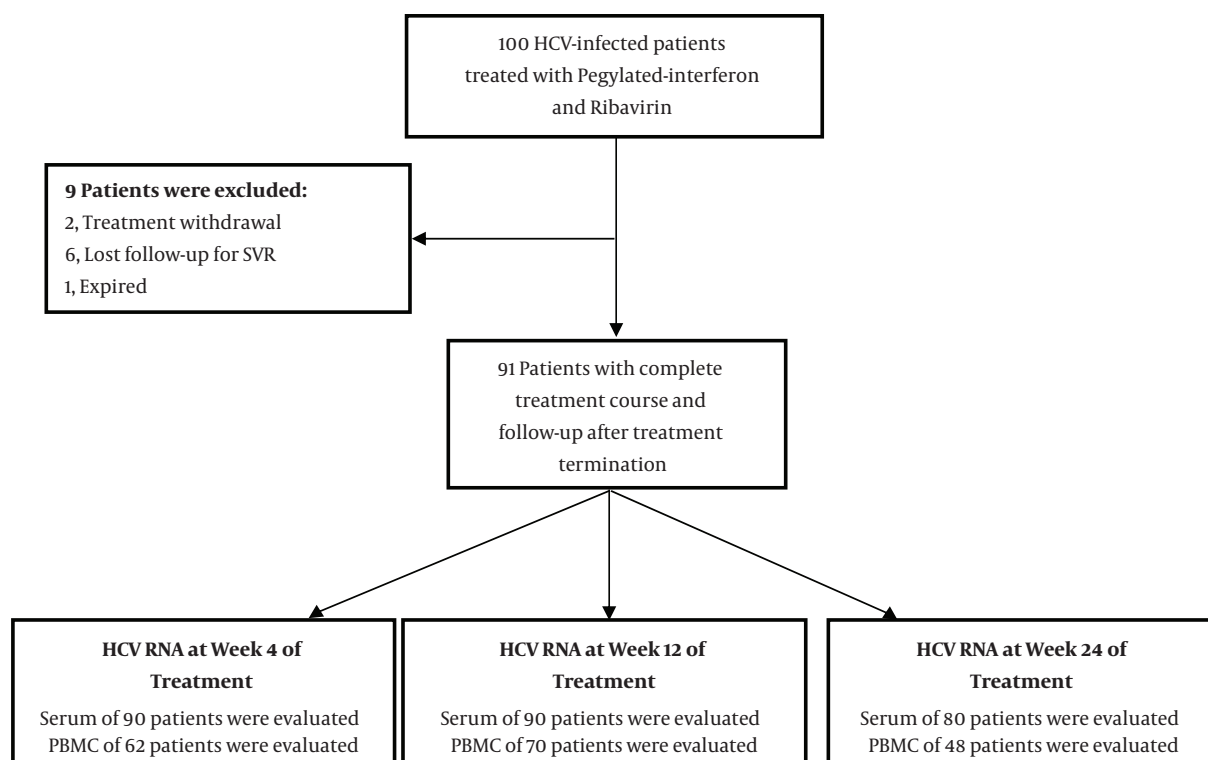 100 HCV-infected patients
treated with Pegylated-interferon
and Ribavirin
9 Patients were excluded:
2, Treatment withdrawal
6, Lost follow-up for SVR
1, Expired
91 Patients with complete
treatment course and
follow-up after treatment
termination
HCV RNA at Week 4 of
Treatment
Serum of 90 patients were evaluated
PBMC of 62 patients were evaluated
HCV RNA at Week 12 of
Treatment
Serum of 90 patients were evaluated
PBMC of 70 patients were evaluated
HCV RNA at Week 24 of
Treatment
Serum of 80 patients were evaluated
PBMC of 48 patients were evaluated